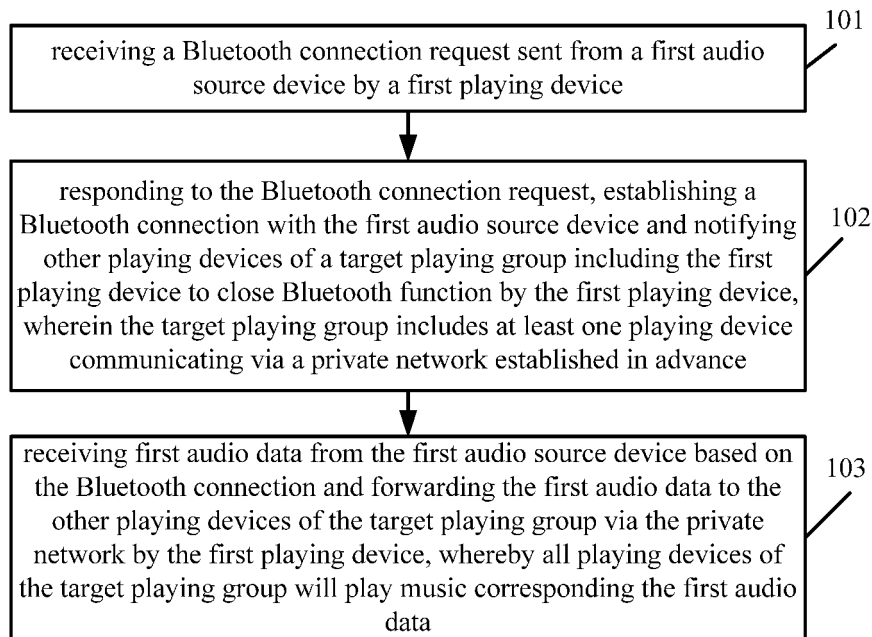 receiving a Bluetooth connection request sent from a first audio
source device by a first playing device
101
responding to the Bluetooth connection request, establishing a
Bluetooth connection with the first audio source device and notifying
other playing devices of a target playing group including the first
playing device to close Bluetooth function by the first playing device,
wherein the target playing group includes at least one playing device
communicating via a private network established in advance
102
receiving first audio data from the first audio source device based on
the Bluetooth connection and forwarding the first audio data to the
other playing devices of the target playing group via the private
network by the first playing device, whereby all playing devices of
the target playing group will play music corresponding the first audio
data
103